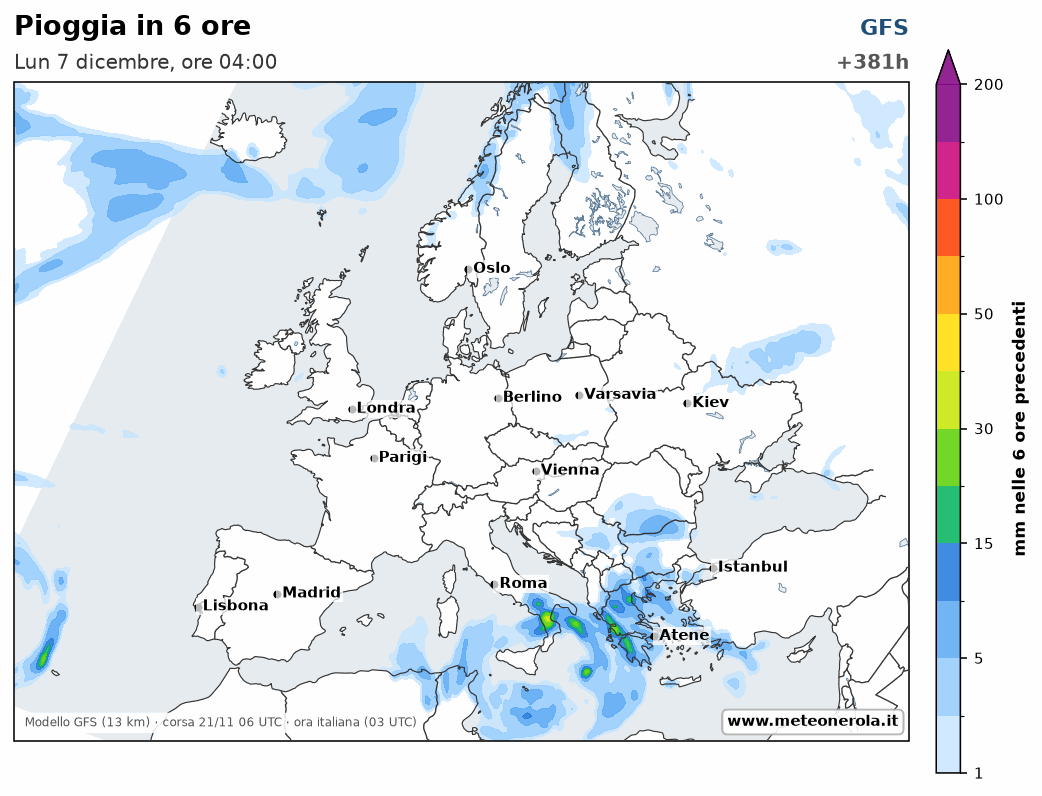 Pioggia in 6 ore
GFS
Lun 7 dicembre, ore 04:00
+381h
200
100
50
30
15
5
1
mm nelle 6 ore precedenti
Oslo
Berlino
Varsavia
Kiev
Londra
Parigi
Vienna
Istanbul
Roma
Madrid
Lisbona
Atene
Modello GFS (13 km) · corsa 21/11 06 UTC · ora italiana (03 UTC)
www.meteonerola.it